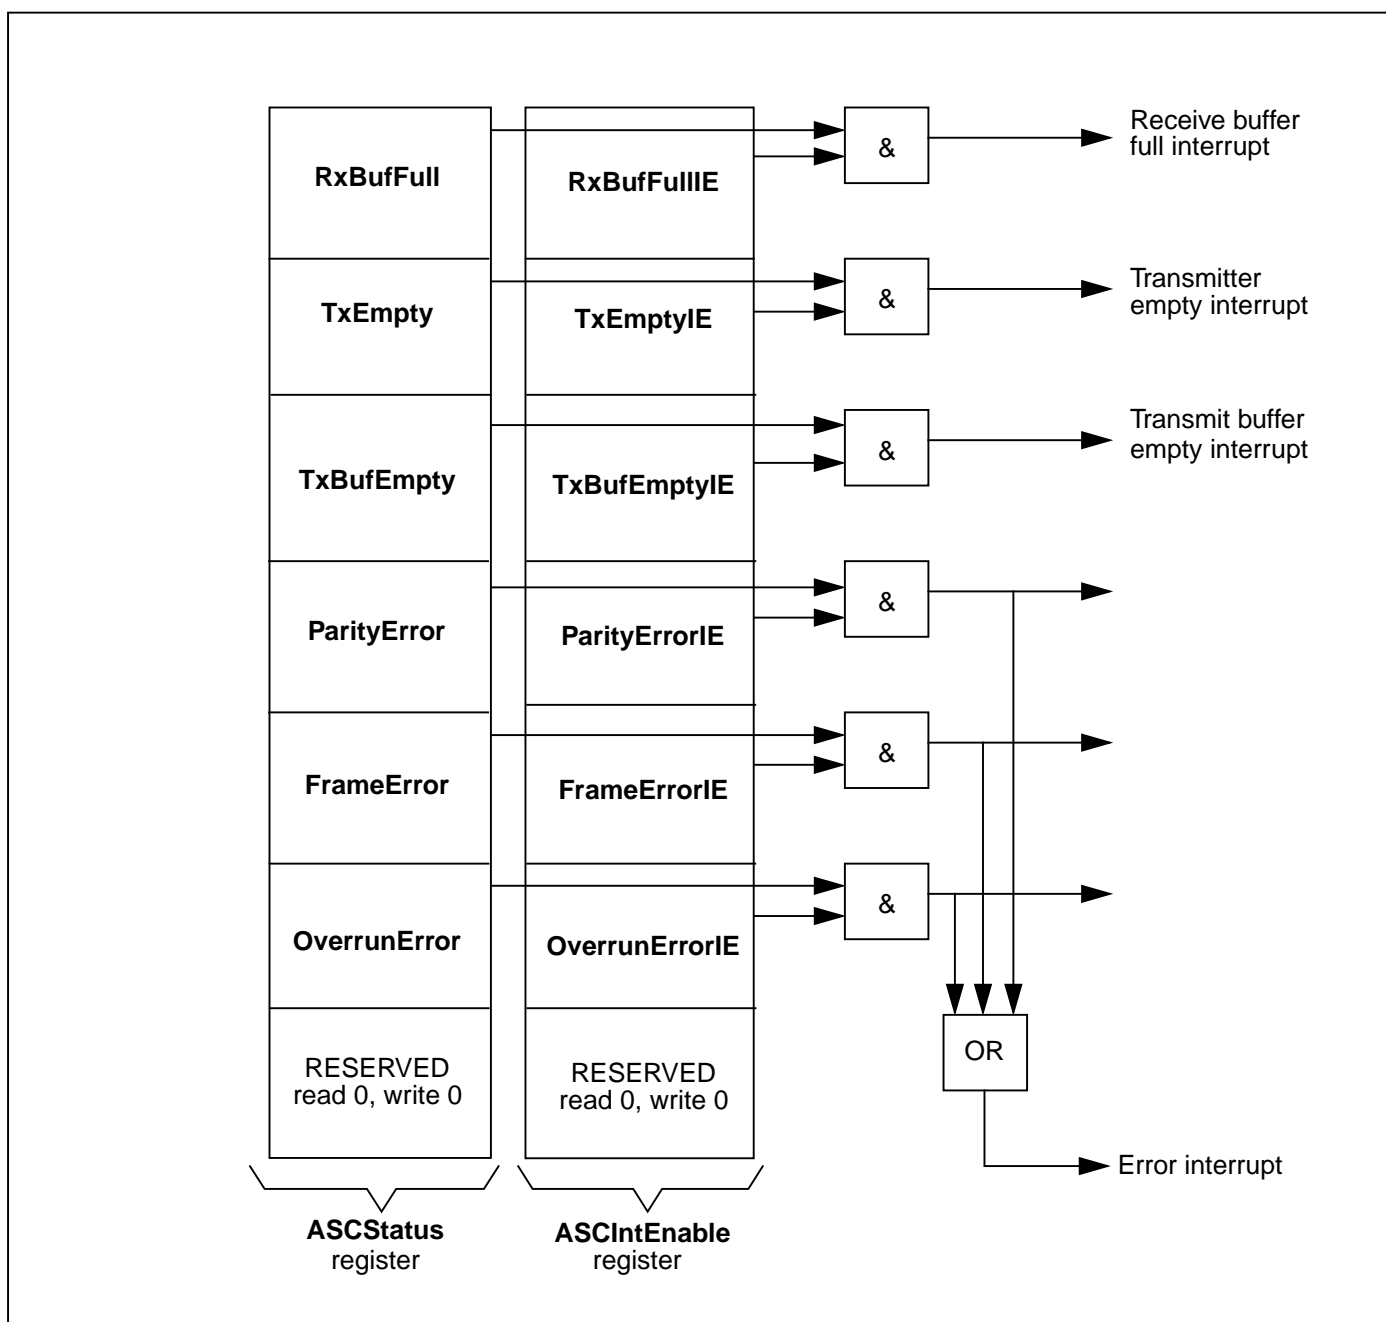 RxBufFull
RxBufFullIE
&
Receive buffer
full interrupt
TxEmpty
TxEmptyIE
&
Transmitter
empty interrupt
TxBufEmpty
TxBufEmptyIE
&
Transmit buffer
empty interrupt
ParityError
ParityErrorIE
&
FrameError
FrameErrorIE
&
OverrunError
OverrunErrorIE
&
RESERVED
read 0, write 0
RESERVED
read 0, write 0
OR
Error interrupt
ASCStatus
register
ASCIntEnable
register